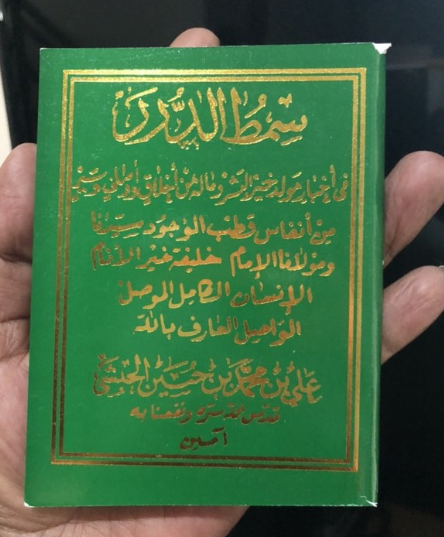 سمط الدرر
في أخبار مولد خير البشر وما له من أخلاق وأوصاف وسير
من أنفاس قطب الوجود سيدنا
ومولانا الإمام خليفة خير الأنام
الإنسان الكامل الموصل
الواصل العارف بالله
علي بن محمد بن حسين الحبشي
قدس الله سره ونفعنا به
آمين